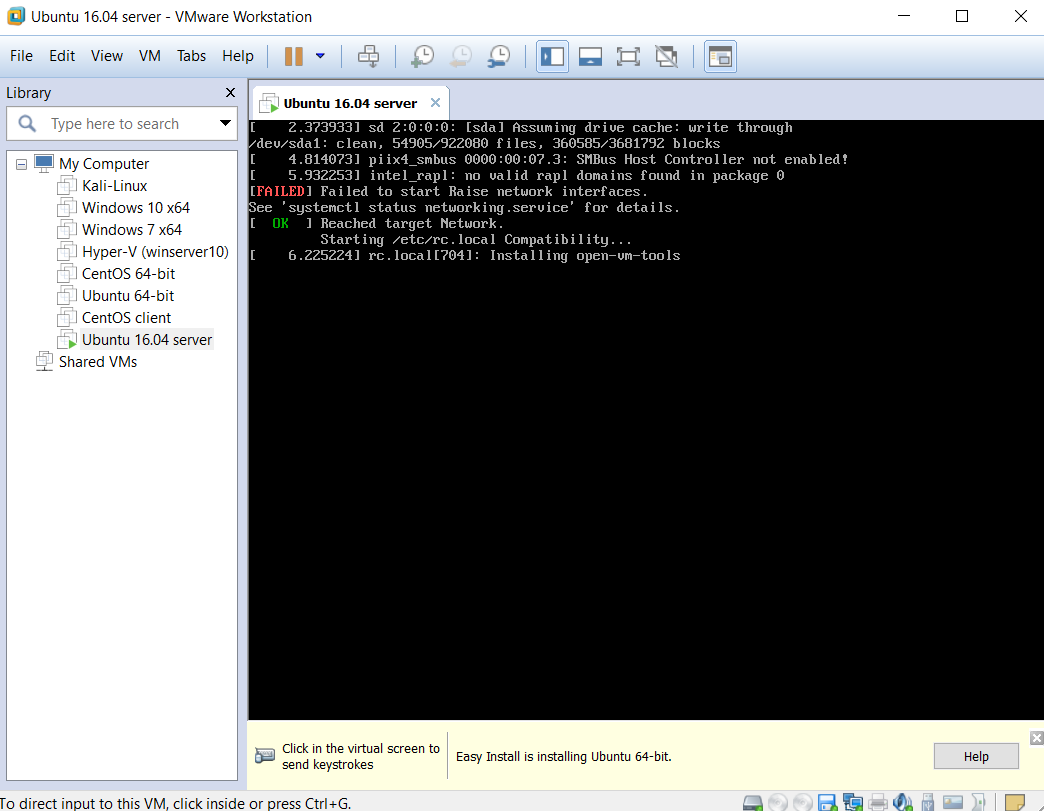 Ubuntu 16.04 server - VMware Workstation
File Edit View VM Tabs Help
Library
Type here to search
My Computer
Kali-Linux
Windows 10 x64
Windows 7 x64
Hyper-V (winserver10)
CentOS 64-bit
Ubuntu 64-bit
CentOS client
Ubuntu 16.04 server
Shared VMs
Ubuntu 16.04 server
[    2.373933] sd 2:0:0:0: [sda] Assuming drive cache: write through
/dev/sda1: clean, 54905/922080 files, 360585/3681792 blocks
[    4.814073] piix4_smbus 0000:00:07.3: SMBus Host Controller not enabled!
[    5.932253] intel_rapl: no valid rapl domains found in package 0
[FAILED] Failed to start Raise network interfaces.
See 'systemctl status networking.service' for details.
[  OK  ] Reached target Network.
         Starting /etc/rc.local Compatibility...
[    6.225224] rc.local[704]: Installing open-vm-tools
Click in the virtual screen to
send keystrokes
Easy Install is installing Ubuntu 64-bit.
Help
To direct input to this VM, click inside or press Ctrl+G.